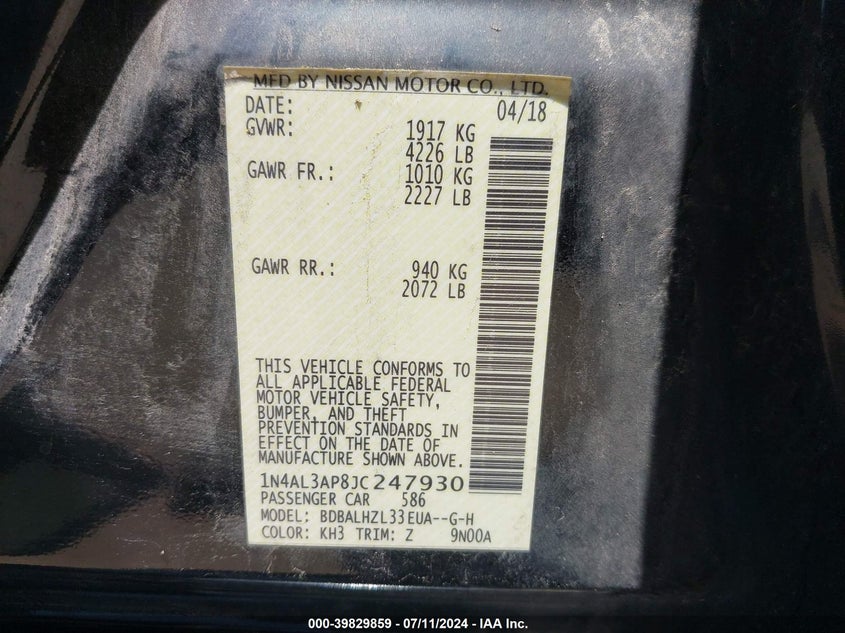 MFD BY NISSAN MOTOR CO., LTD.
DATE: 04/18
GVWR: 1917 KG
4226 LB
GAWR FR.: 1010 KG
2227 LB
GAWR RR.: 940 KG
2072 LB
THIS VEHICLE CONFORMS TO
ALL APPLICABLE FEDERAL
MOTOR VEHICLE SAFETY,
BUMPER, AND THEFT
PREVENTION STANDARDS IN
EFFECT ON THE DATE OF
MANUFACTURE SHOWN ABOVE.
1N4AL3AP8JC247930
PASSENGER CAR 586
MODEL: BDBALHZL33EUA--G-H
COLOR: KH3 TRIM: Z 9N00A
000-39829859 - 07/11/2024 - IAA Inc.